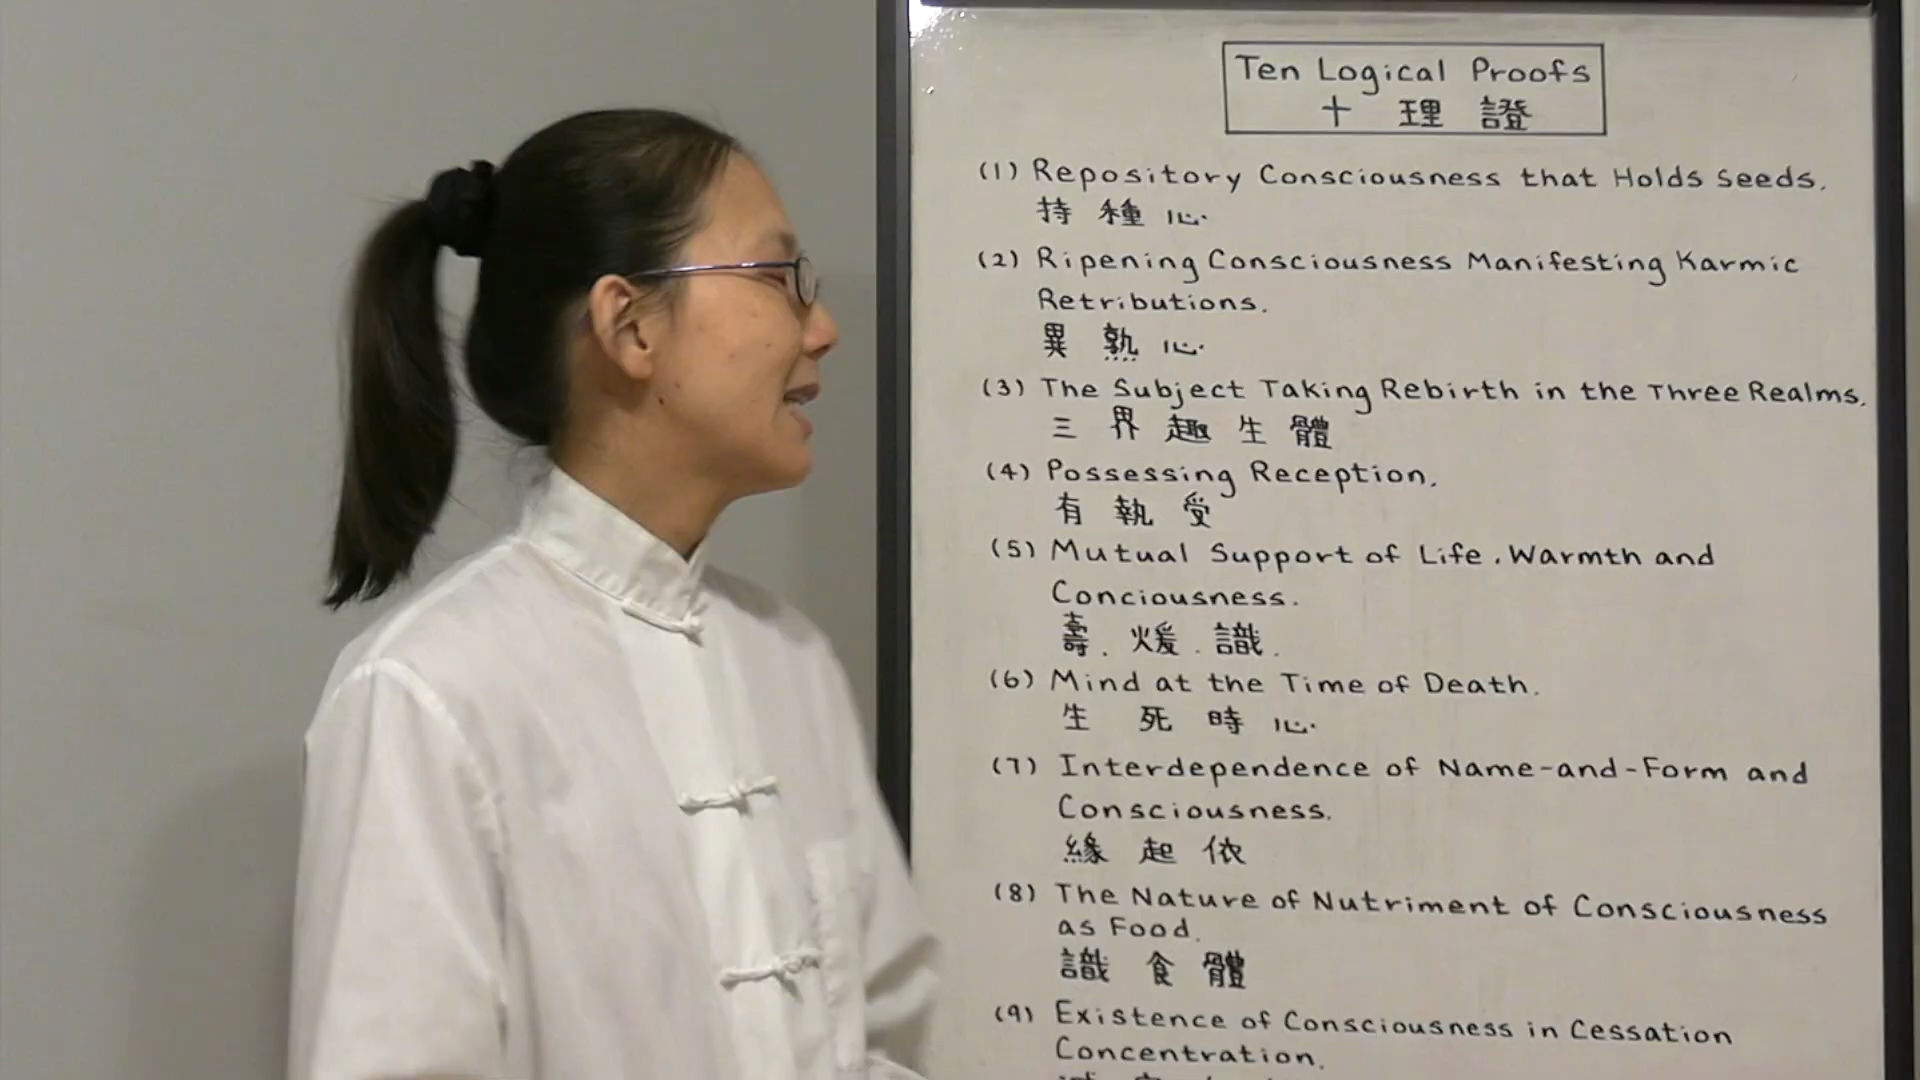 Ten Logical Proofs
十 理 證
(1) Repository Consciousness that Holds Seeds.
持 種 心
(2) Ripening Consciousness Manifesting Karmic
Retributions.
異 熟 心
(3) The Subject Taking Rebirth in the Three Realms.
三 界 趣 生 體
(4) Possessing Reception.
有 執 受
(5) Mutual Support of Life. Warmth and
Conciousness.
壽. 煖. 識.
(6) Mind at the Time of Death.
生 死 時 心
(7) Interdependence of Name-and-Form and
Consciousness.
緣 起 依
(8) The Nature of Nutriment of Consciousness
as Food.
識 食 體
(9) Existence of Consciousness in Cessation
Concentration.